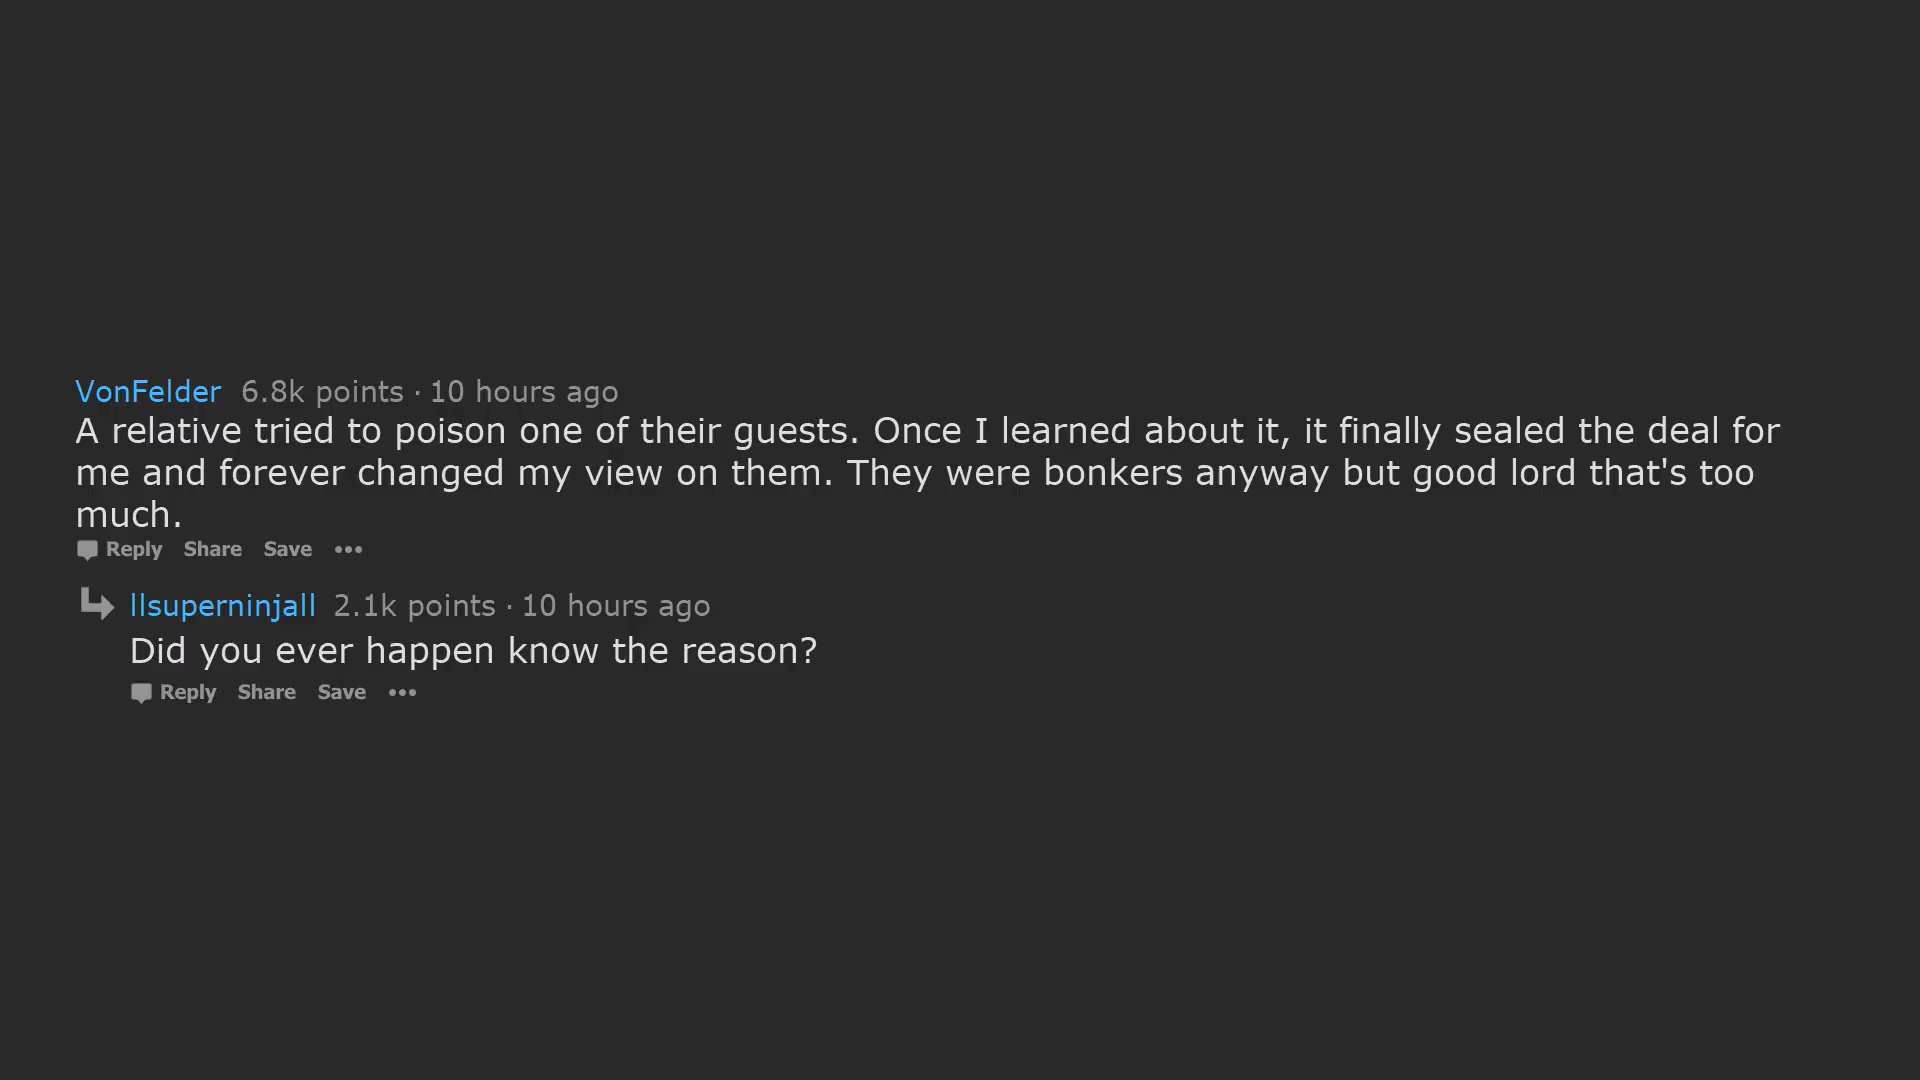 VonFelder 6.8k points · 10 hours ago
A relative tried to poison one of their guests. Once I learned about it, it finally sealed the deal for
me and forever changed my view on them. They were bonkers anyway but good lord that's too
much.
Reply Share Save •••
llsuperninjall 2.1k points · 10 hours ago
Did you ever happen know the reason?
Reply Share Save •••